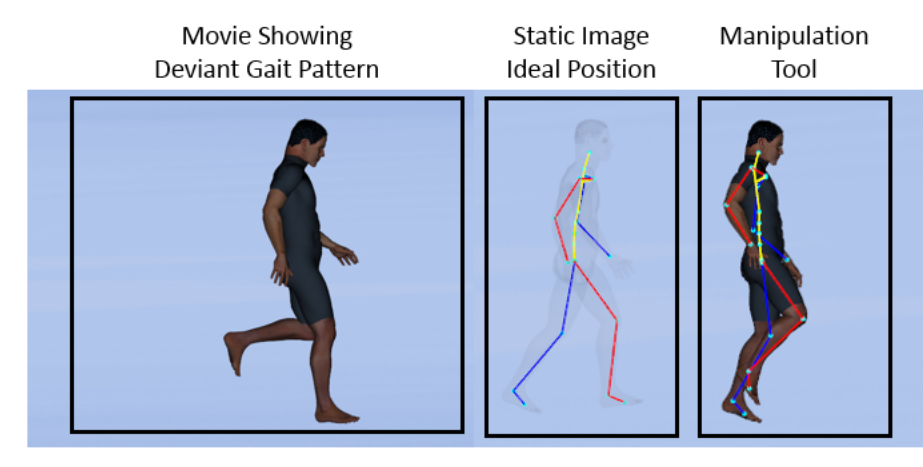 Movie Showing
Deviant Gait Pattern
Static Image
Ideal Position
Manipulation
Tool